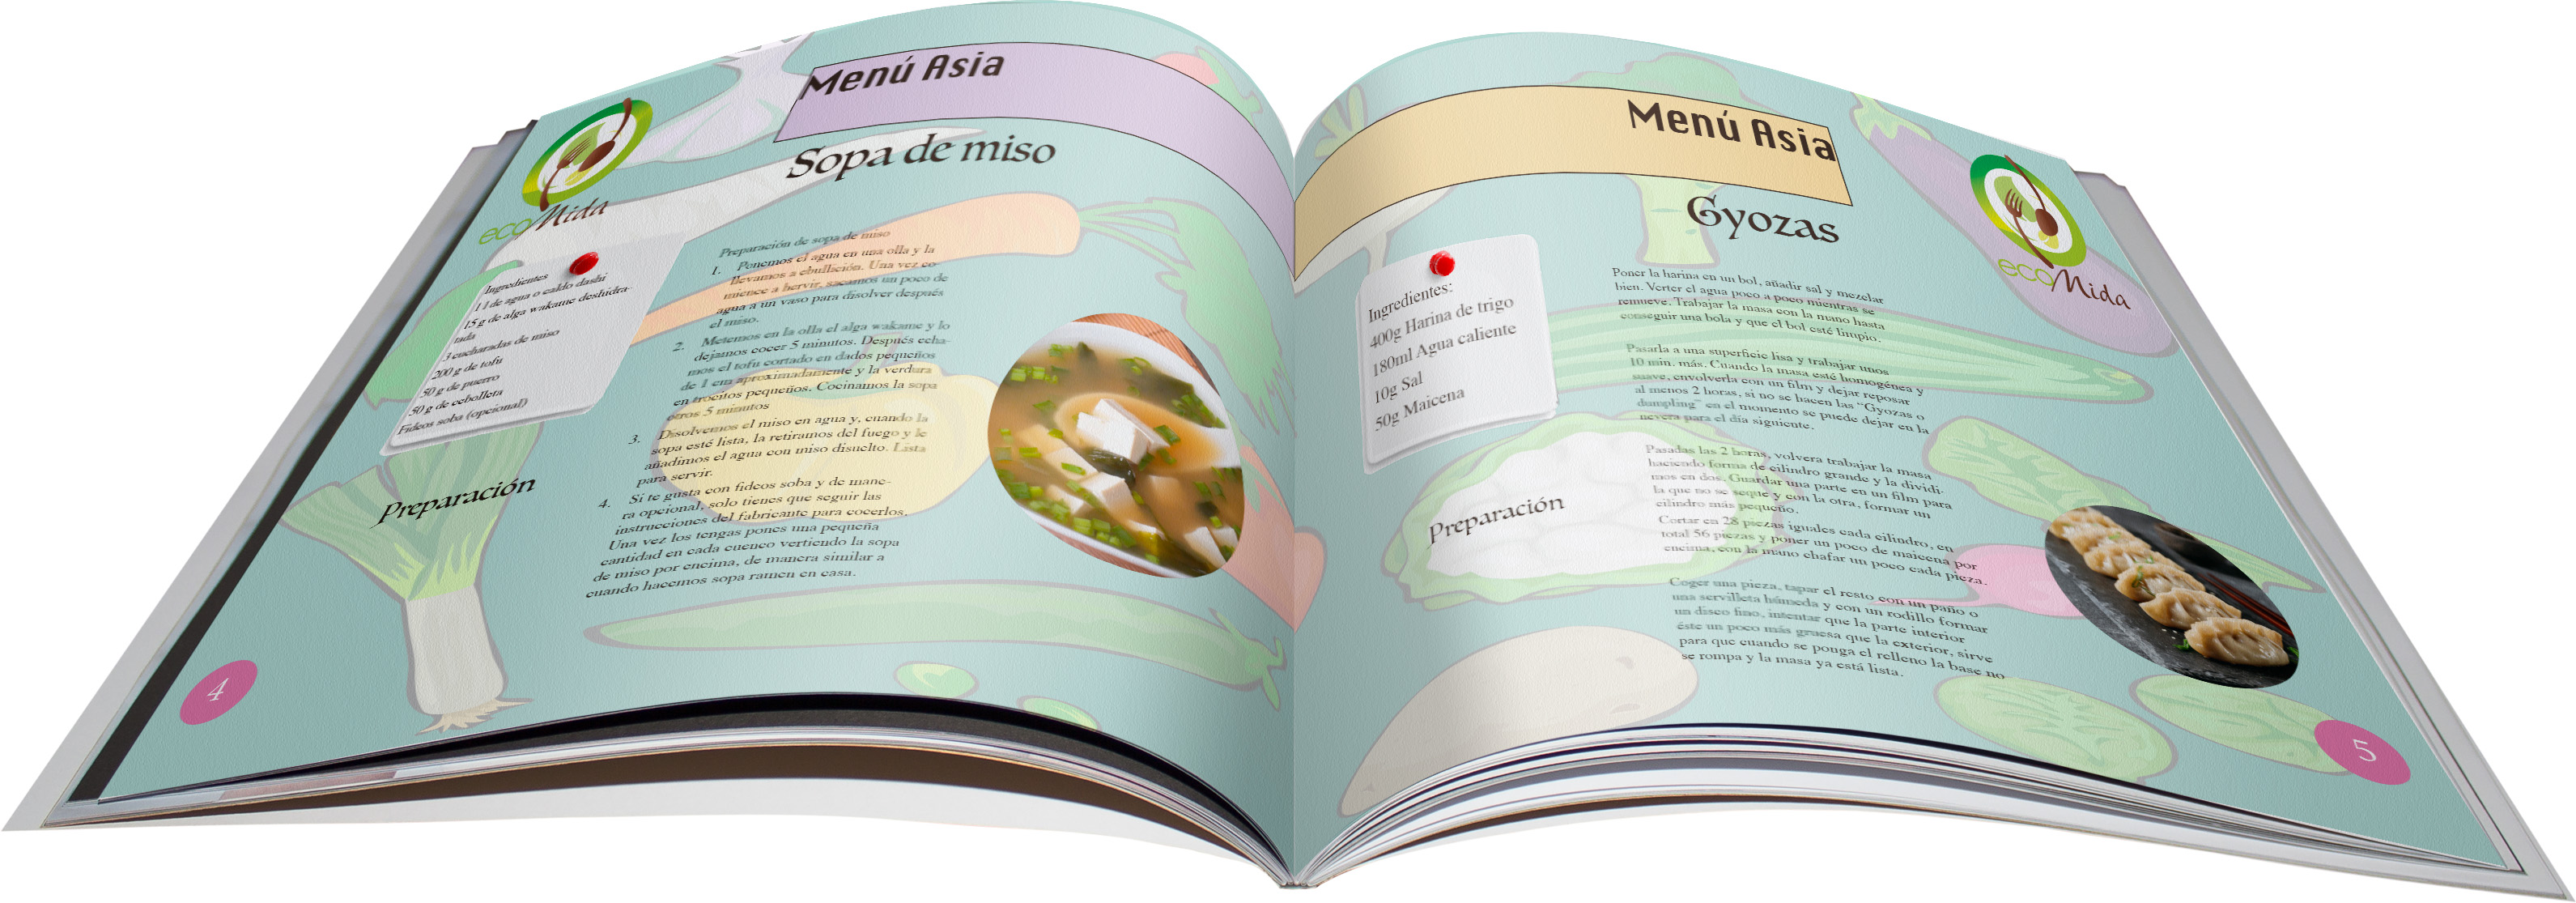 Menú Asia
Sopa de miso
ecoMida
Ingredientes
1 l de agua o caldo dashi
15 g de alga wakame deshidra-
tada
3 cucharadas de miso
200 g de tofu
50 g de puerro
50 g de cebolleta
Fideos soba (opcional)
Preparación
Preparación de sopa de miso
1. Ponemos el agua en una olla y la
llevamos a ebullición. Una vez co-
mience a hervir, sacamos un poco de
agua a un vaso para disolver después
el miso.
2. Metemos en la olla el alga wakame y lo
dejamos cocer 5 minutos. Después echa-
mos el tofu cortado en dados pequeños
de 1 cm aproximadamente y la verdura
en trocitos pequeños. Cocinamos la sopa
otros 5 minutos
3. Disolvemos el miso en agua y, cuando la
sopa esté lista, la retiramos del fuego y le
añadimos el agua con miso disuelto. Lista
para servir.
4. Si te gusta con fideos soba y de mane-
ra opcional, solo tienes que seguir las
instrucciones del fabricante para cocerlos.
Una vez los tengas pones una pequeña
cantidad en cada cuenco vertiendo la sopa
de miso por encima, de manera similar a
cuando hacemos sopa ramen en casa.
4
Menú Asia
Gyozas
ecoMida
Ingredientes:
400g Harina de trigo
180ml Agua caliente
10g Sal
50g Maicena
Preparación
Poner la harina en un bol, añadir sal y mezclar
bien. Verter el agua poco a poco mientras se
remueve. Trabajar la masa con la mano hasta
conseguir una bola y que el bol esté limpio.
Pasarla a una superficie lisa y trabajar unos
10 min. más. Cuando la masa esté homogénea y
suave, envolverla con un film y dejar reposar
al menos 2 horas, si no se hacen las “Gyozas o
dumpling” en el momento se puede dejar en la
nevera para el día siguiente.
Pasadas las 2 horas, volvera trabajar la masa
haciendo forma de cilindro grande y la dividi-
mos en dos. Guardar una parte en un film para
la que no se seque y con la otra, formar un
cilindro más pequeño.
Cortar en 28 piezas iguales cada cilindro, en
total 56 piezas y poner un poco de maicena por
encima, con la mano chafar un poco cada pieza.
Coger una pieza, tapar el resto con un paño o
una servilleta húmeda y con un rodillo formar
un disco fino, intentar que la parte interior
éste un poco más gruesa que la exterior, sirve
para que cuando se ponga el relleno la base no
se rompa y la masa ya está lista.
5